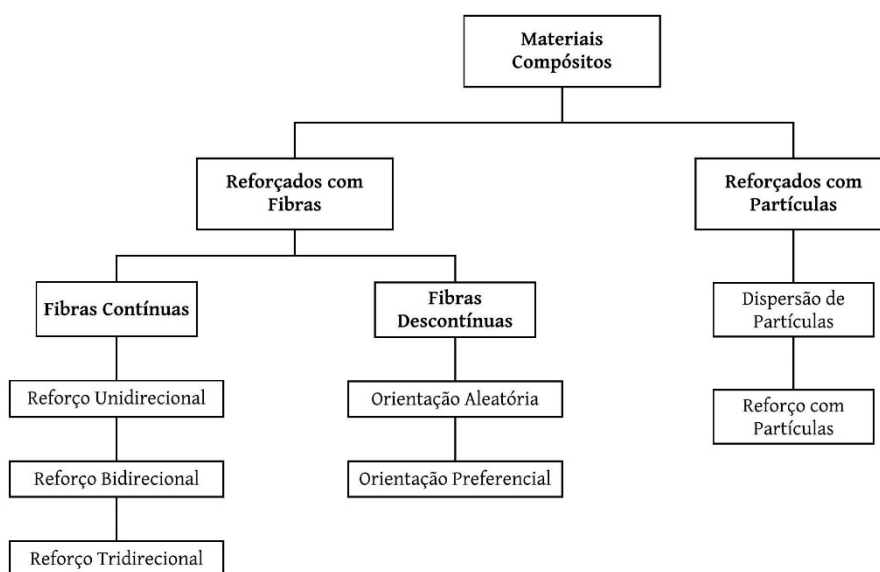 Materiais
Compósitos
Reforçados com
Fibras
Reforçados com
Partículas
Fibras Contínuas
Fibras
Descontínuas
Dispersão de
Partículas
Reforço Unidirecional
Orientação Aleatória
Reforço com
Partículas
Reforço Bidirecional
Orientação Preferencial
Reforço Tridirecional